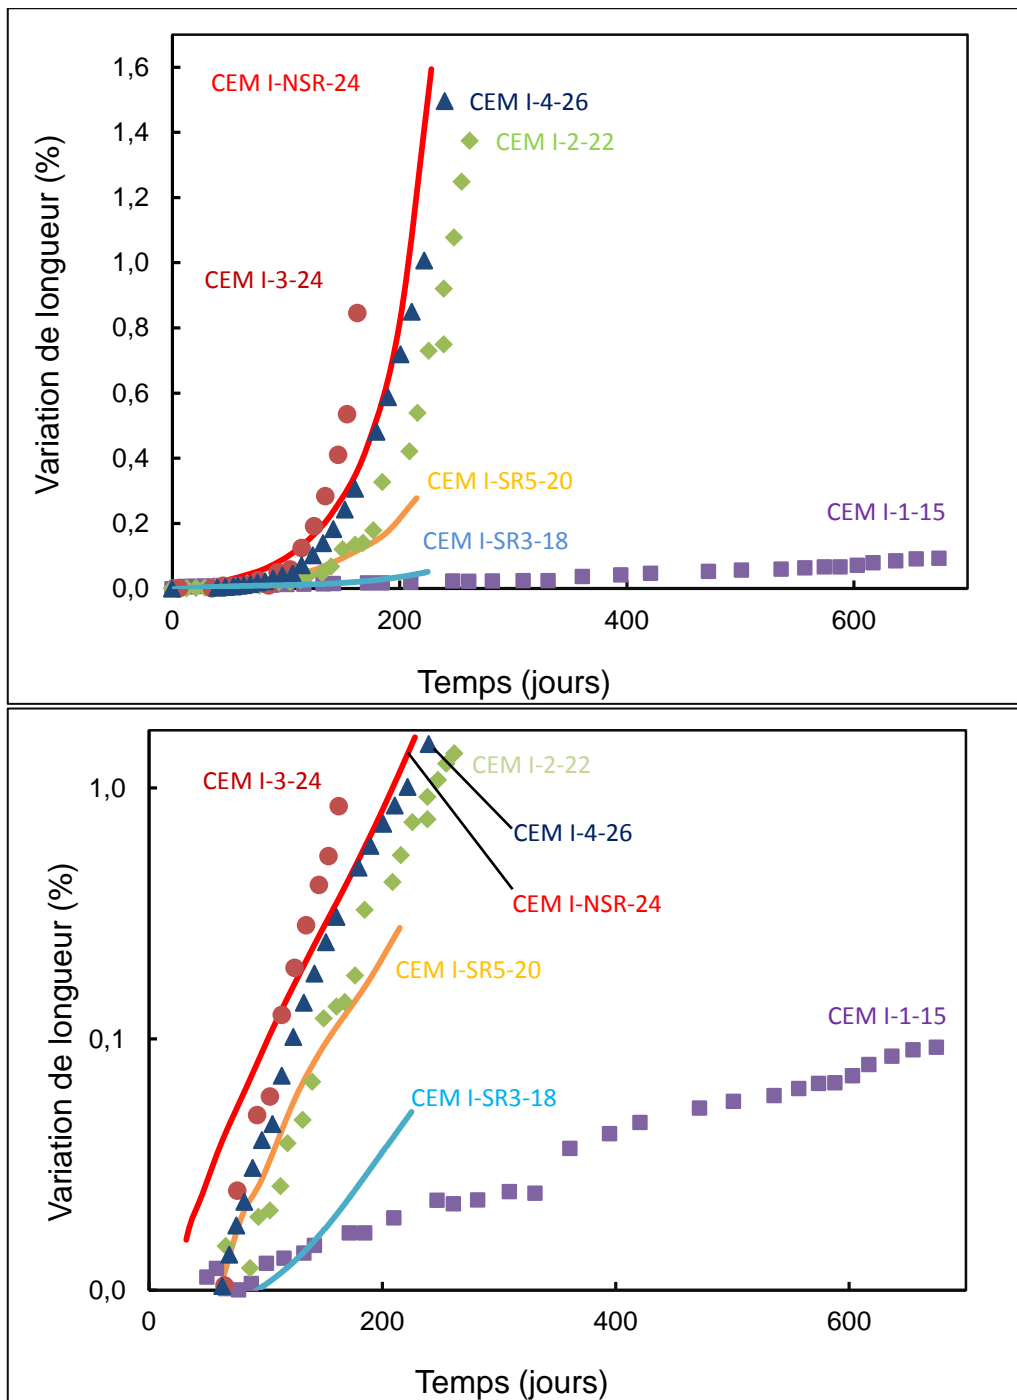 1,6
CEM I-NSR-24
CEM I-4-26
1,4
CEM I-2-22
1,2
1,0
CEM I-3-24
0,8
0,6
CEM I-SR5-20
0,4
CEM I-1-15
0,2
CEM I-SR3-18
0,0
0
200
400
600
Variation de longueur (%)
Temps (jours)
CEM I-2-22
CEM I-3-24
1,0
CEM I-4-26
CEM I-NSR-24
CEM I-SR5-20
CEM I-1-15
0,1
CEM I-SR3-18
0,0
0
200
400
600
Variation de longueur (%)
Temps (jours)